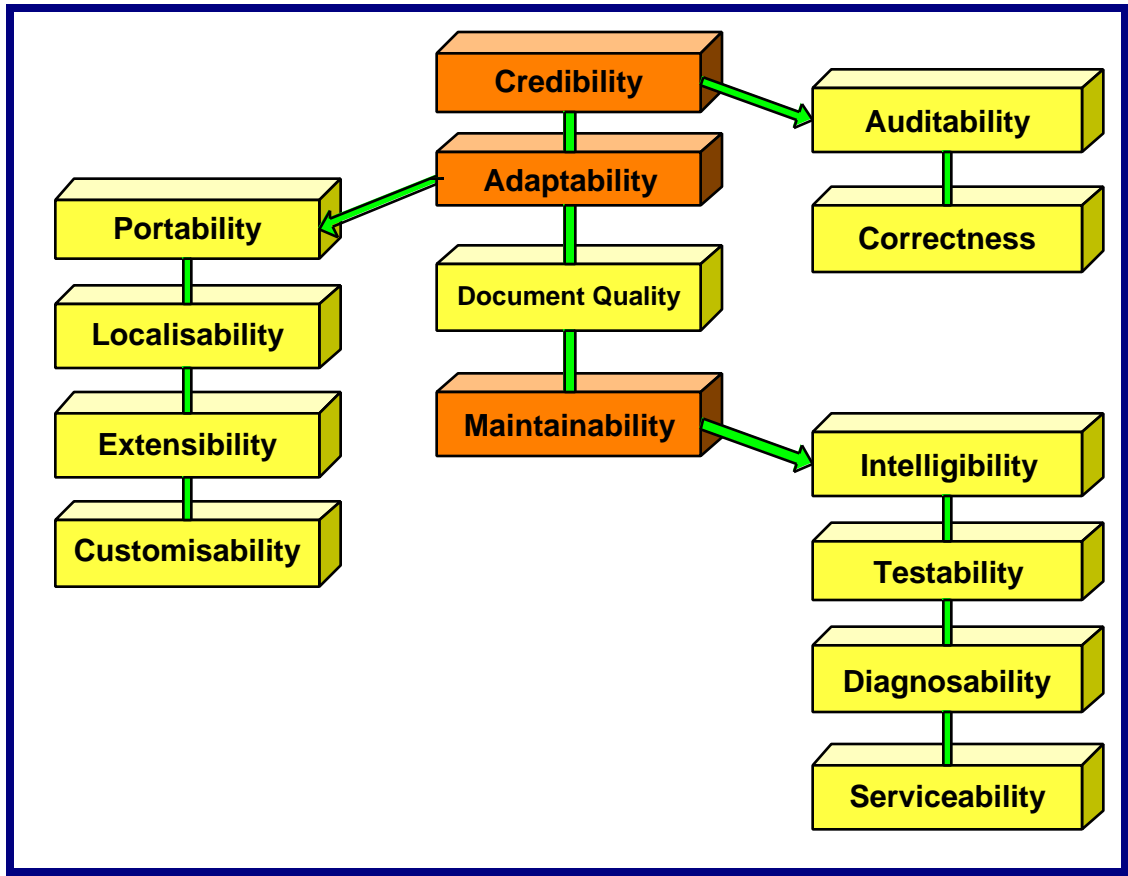 Credibility
Adaptability
Document Quality
Maintainability
Portability
Localisability
Extensibility
Customisability
Auditability
Correctness
Intelligibility
Testability
Diagnosability
Serviceability